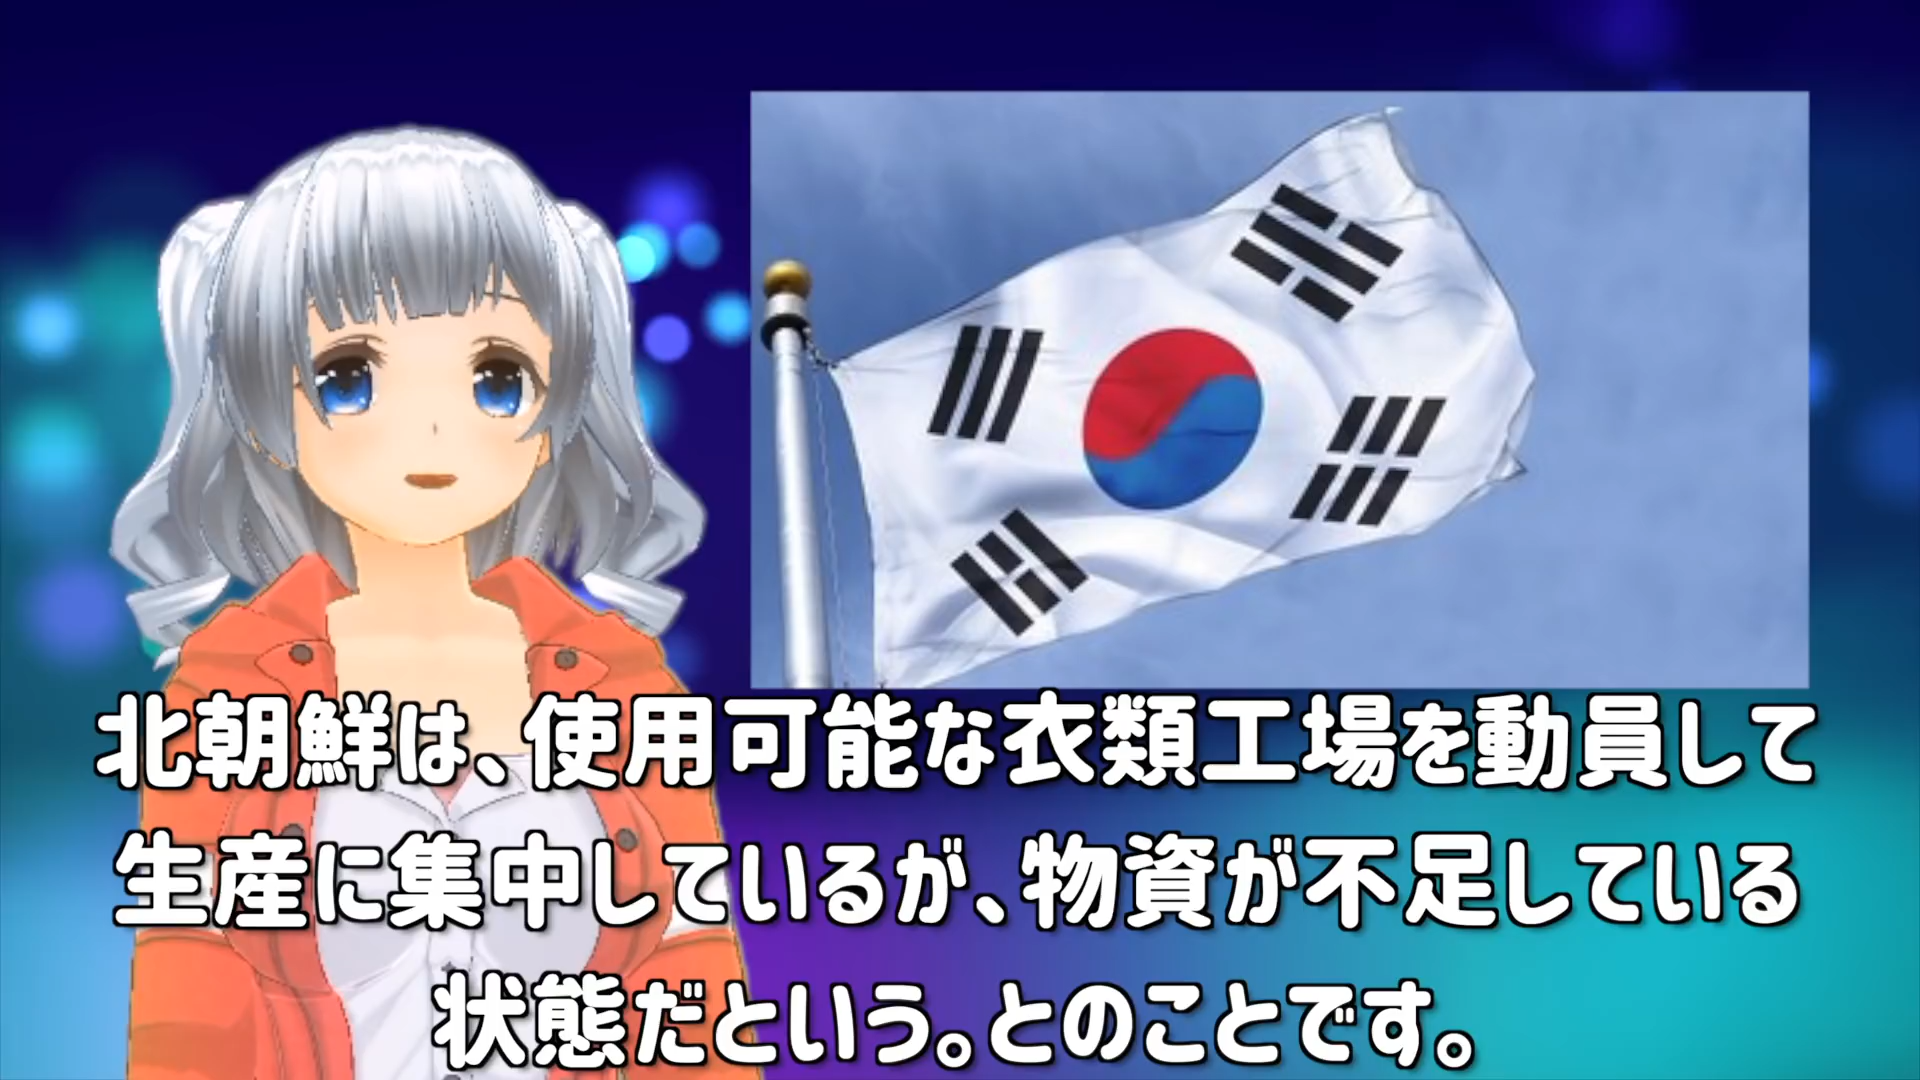 北朝鮮は、使用可能な衣類工場を動員して
生産に集中しているが、物資が不足している
状態だという。とのことです。